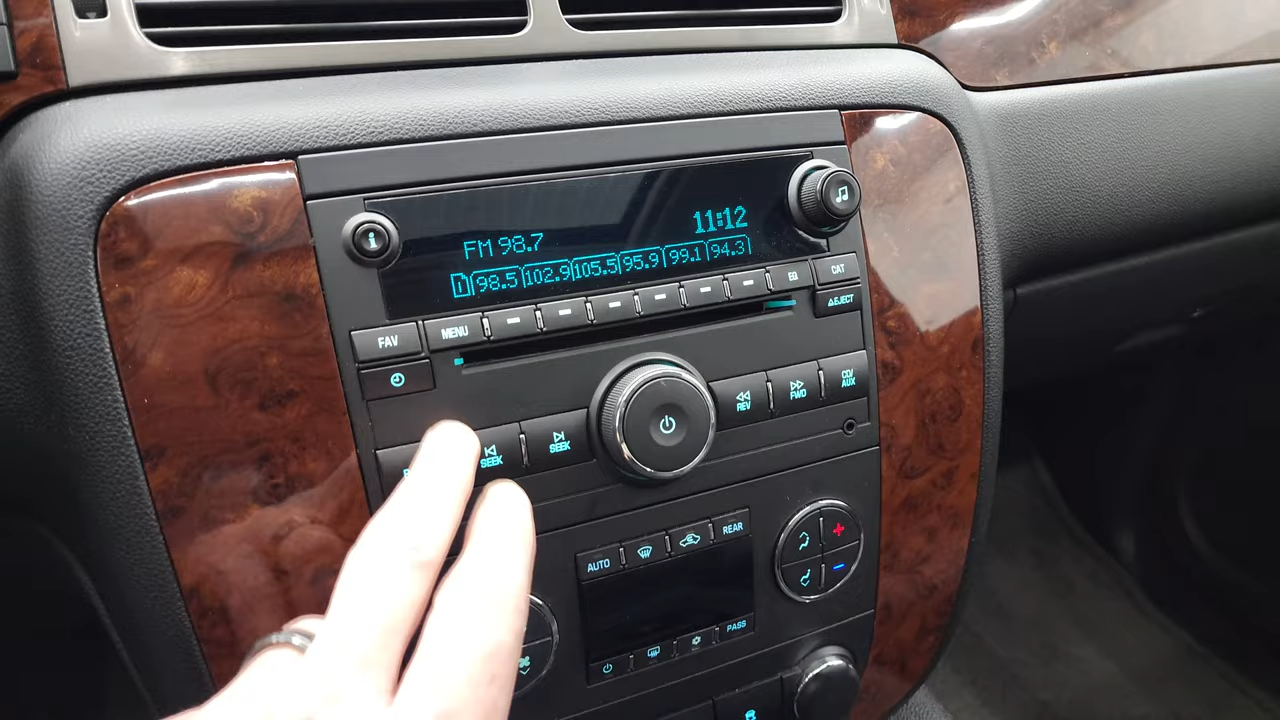 11:12
FM 98.7
1 98.5 102.9 105.5 95.9 99.1 94.3
EQ CAT
FAV MENU EJECT
REV FWD CD/
AUX
SEEK SEEK
AUTO REAR
PASS